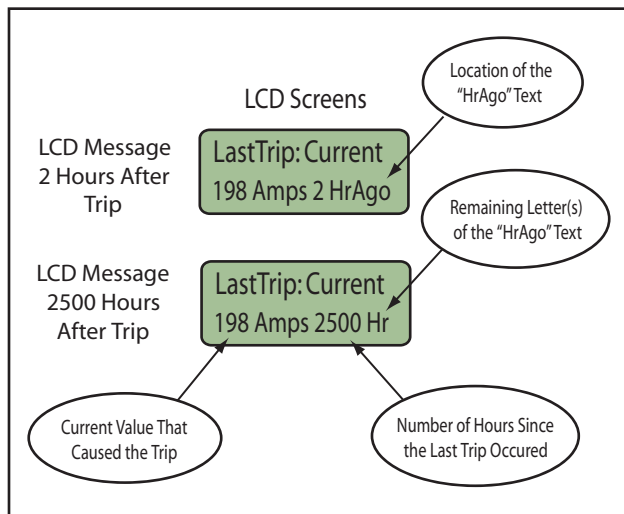 Location of the
"HrAgo" Text
LCD Screens
LCD Message
2 Hours After
Trip
LastTrip: Current
198 Amps 2 HrAgo
Remaining Letter(s)
of the "HrAgo" Text
LCD Message
2500 Hours
After Trip
LastTrip: Current
198 Amps 2500 Hr
Current Value That
Caused the Trip
Number of Hours Since
the Last Trip Occured